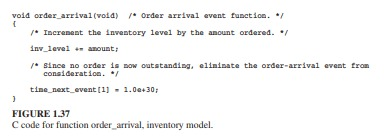 void order_arrival(void)  /* Order arrival event function. */
{
    /* Increment the inventory level by the amount ordered. */
    inv_level += amount;
    /* Since no order is now outstanding, eliminate the order-arrival event from
       consideration. */
    time_next_event[1] = 1.0e+30;
}
FIGURE 1.37
C code for function order_arrival, inventory model.